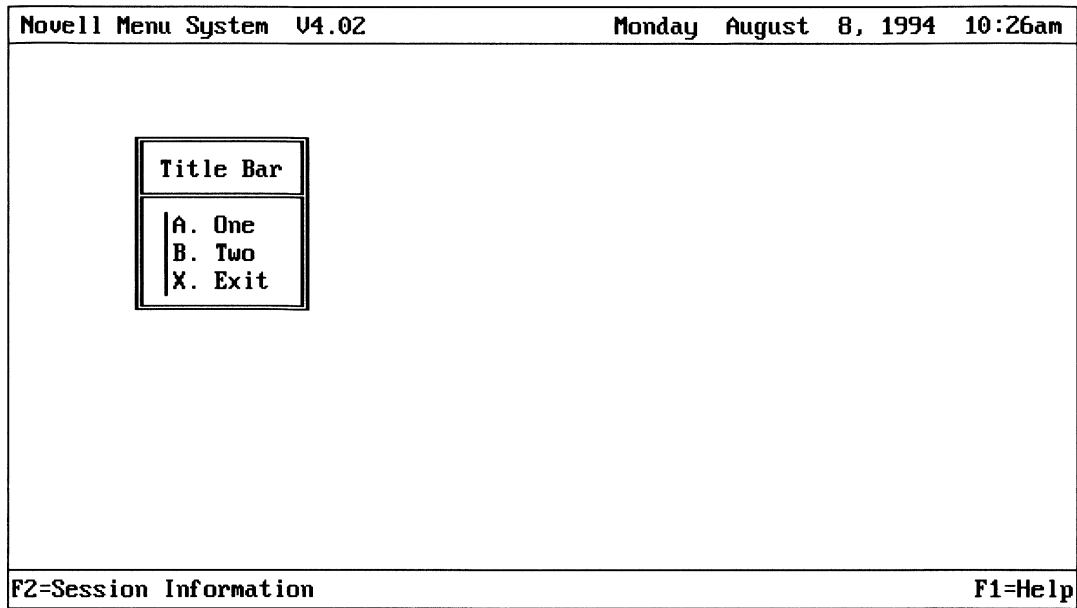 Novell Menu System V4.02 Monday August 8, 1994 10:26am
Title Bar
A. One
B. Two
X. Exit
F2=Session Information F1=Help